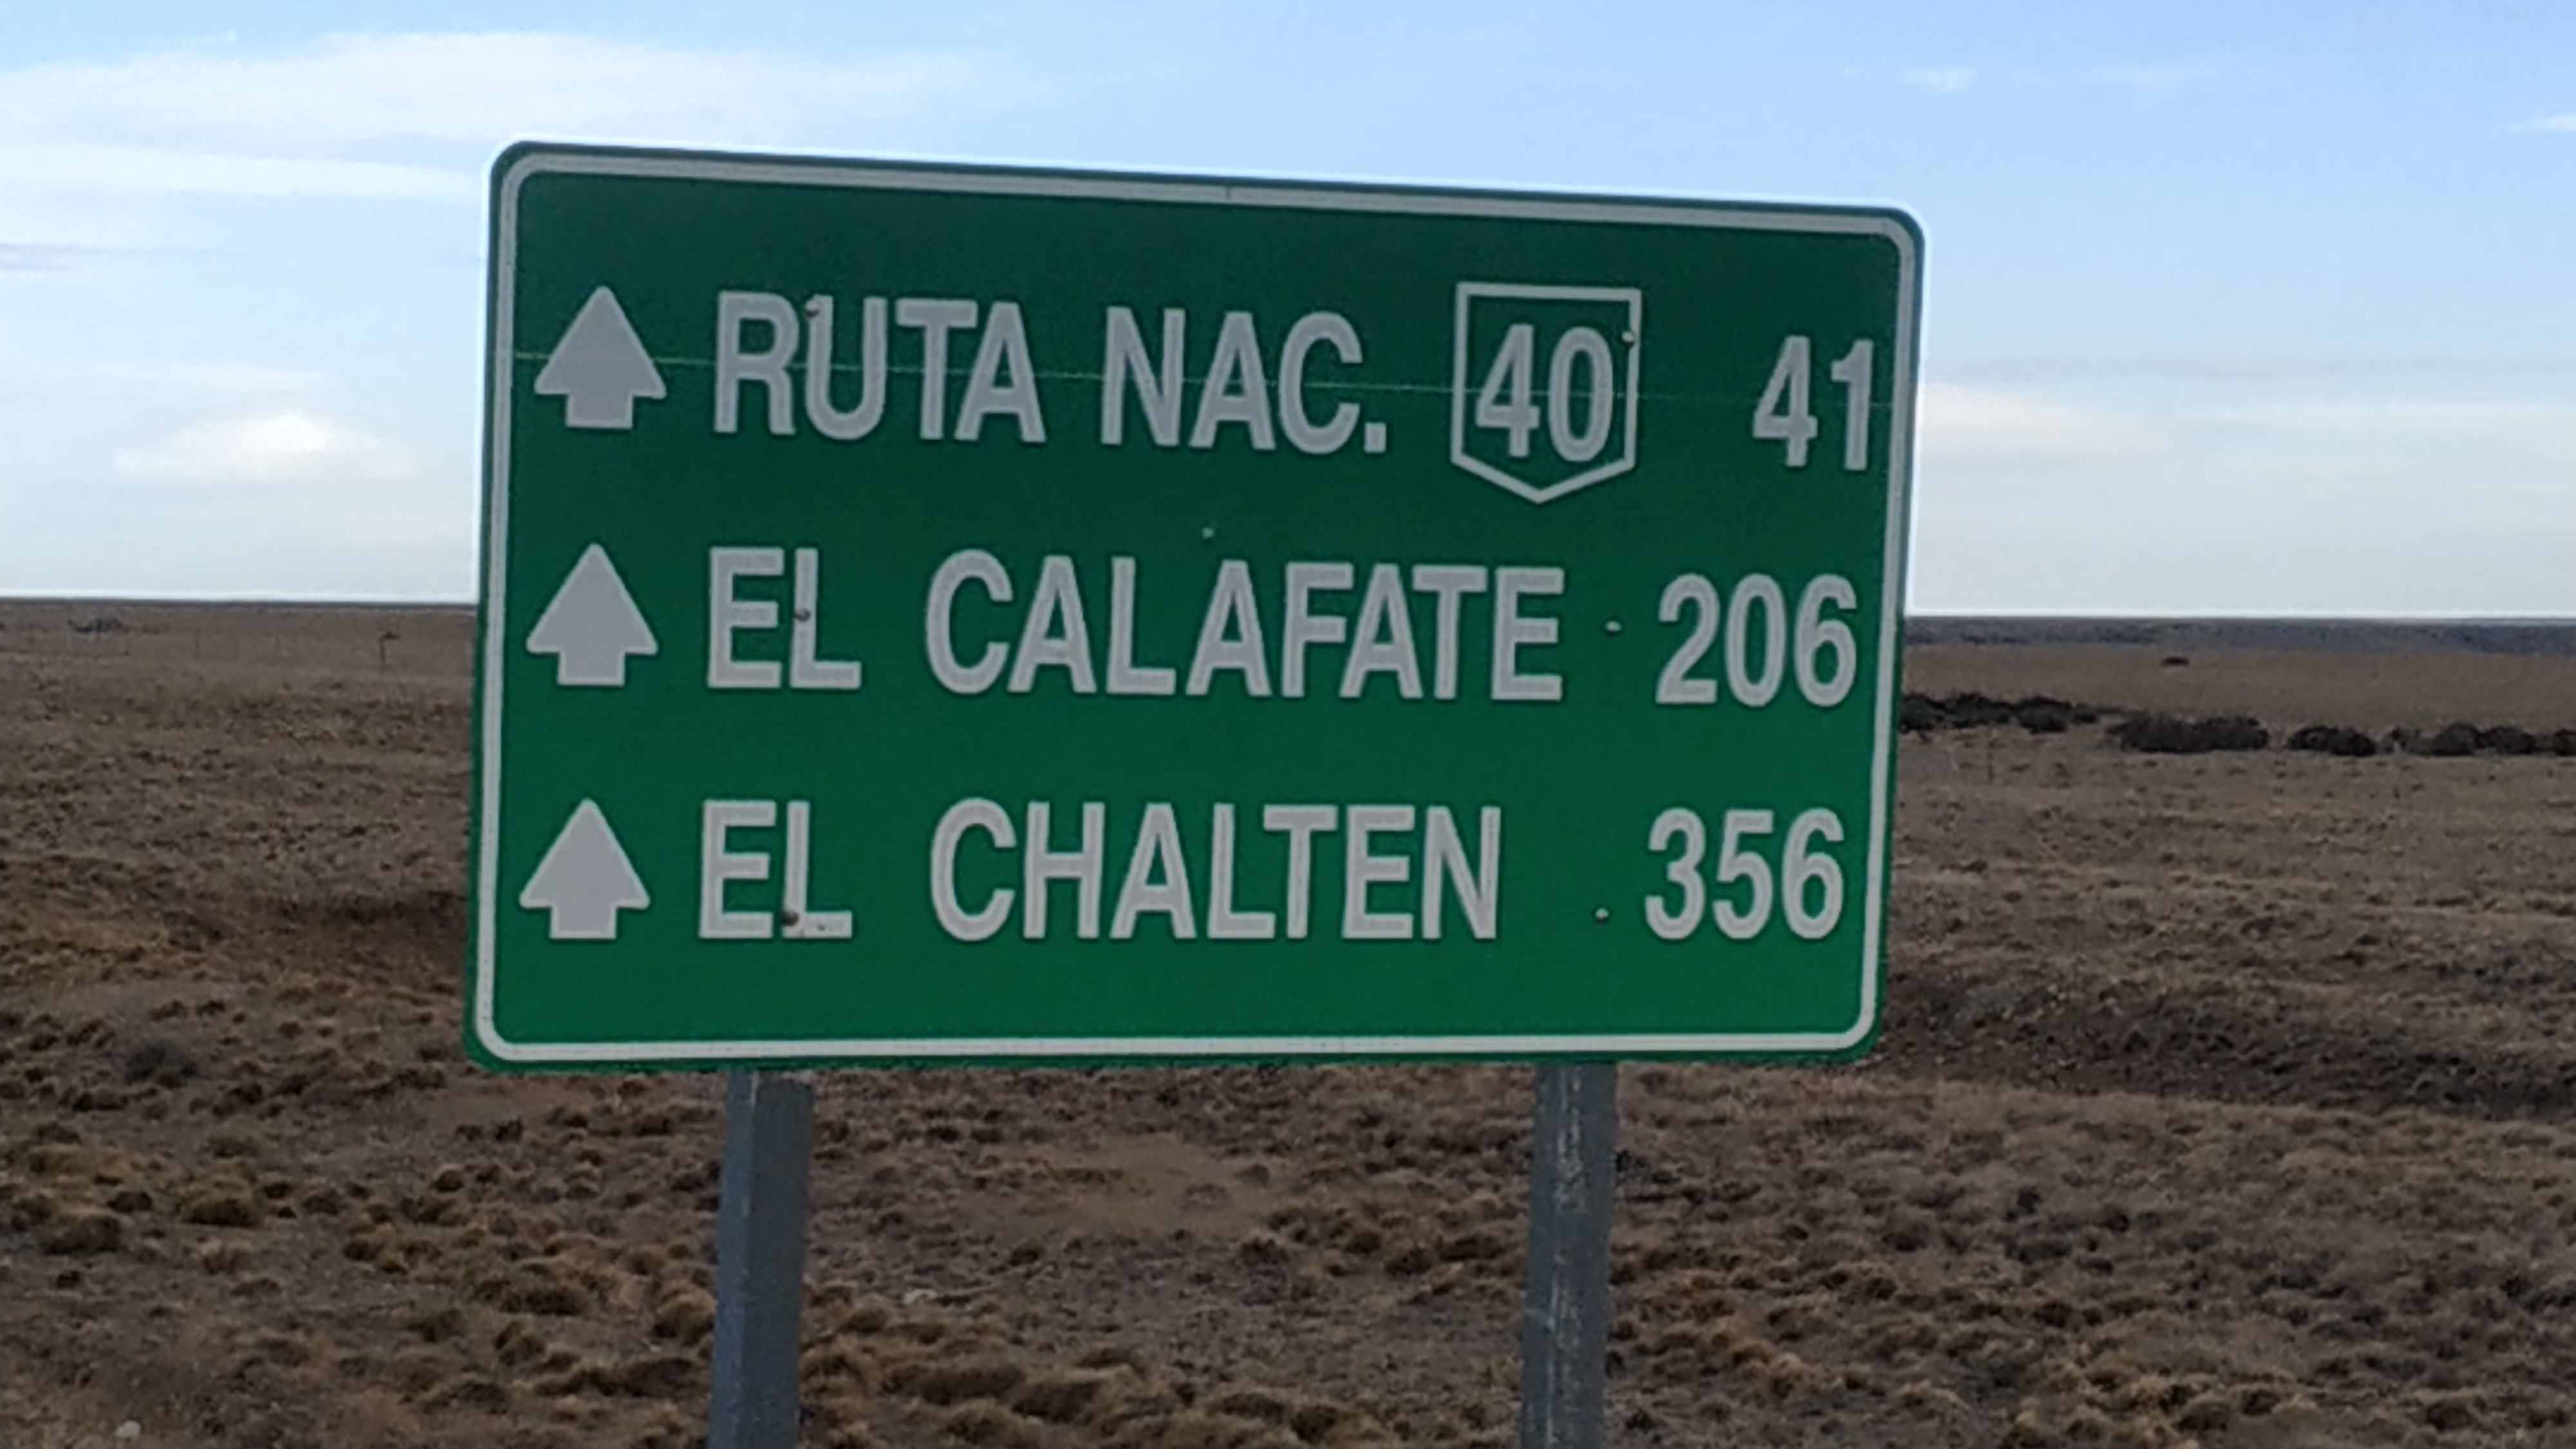 RUTA NAC. 40 41
EL CALAFATE 206
EL CHALTEN 356